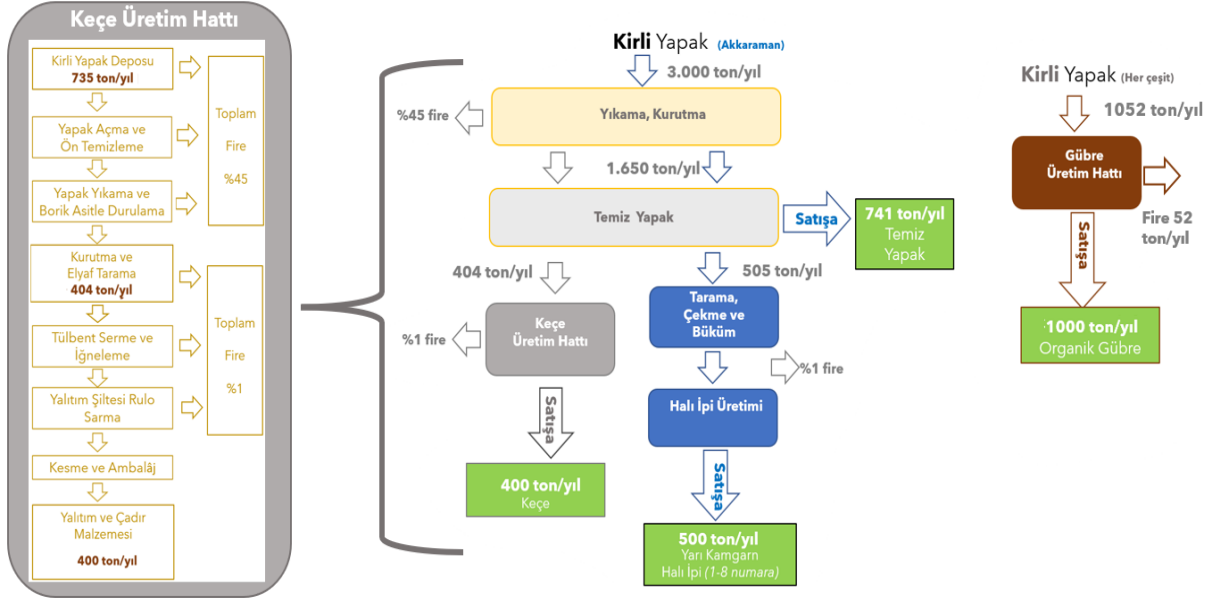 Keçe Üretim Hattı
Kirli Yapak Deposu
735 ton/yıl
Yapak Açma ve
Ön Temizleme
Yapak Yıkama ve
Borik Asitle Durulama
Toplam
Fire
%45
Kurutma ve
Elyaf Tarama
404 ton/yıl
Tülbent Serme ve
İğneleme
Yalıtım Şiltesi Rulo
Sarma
Toplam
Fire
%1
Kesme ve Ambalâj
Yalıtım ve Çadır
Malzemesi
400 ton/yıl
Kirli Yapak (Akkaraman)
3.000 ton/yıl
%45 fire
Yıkama, Kurutma
1.650 ton/yıl
Temiz Yapak
Satışa
741 ton/yıl
Temiz
Yapak
404 ton/yıl
505 ton/yıl
%1 fire
Keçe
Üretim Hattı
Tarama,
Çekme ve
Büküm
%1 fire
Halı İpi Üretimi
Satışa
Satışa
400 ton/yıl
Keçe
500 ton/yıl
Yarı Kamgarn
Halı İpi (1-8 numara)
Kirli Yapak (Her çeşit)
1052 ton/yıl
Gübre
Üretim Hattı
Fire 52
ton/yıl
Satışa
1000 ton/yıl
Organik Gübre